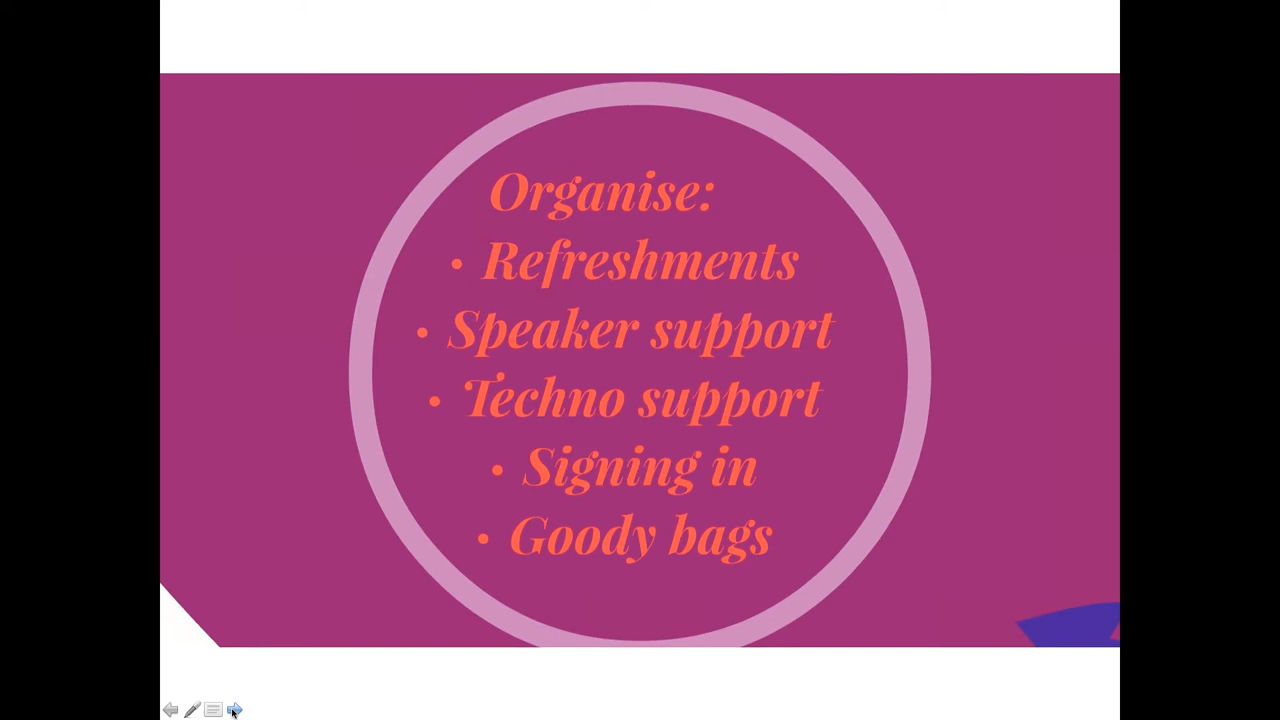 Organise:
• Refreshments
• Speaker support
• Techno support
• Signing in
• Goody bags